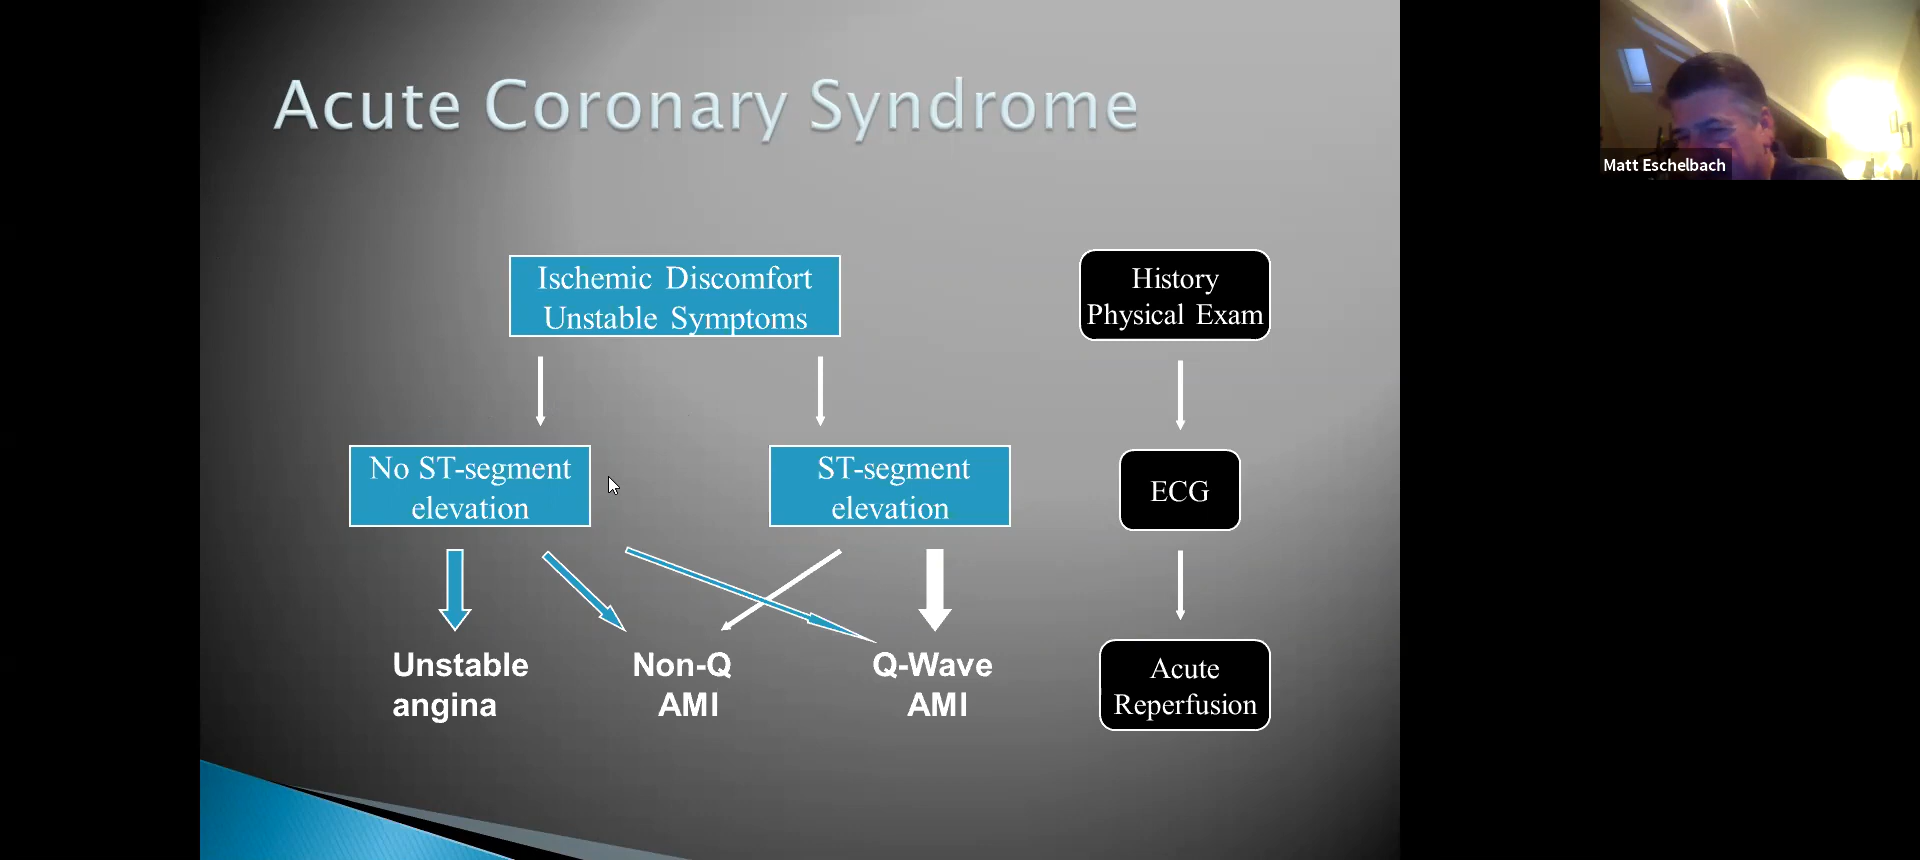 Acute Coronary Syndrome
Matt Eschelbach
Ischemic Discomfort
Unstable Symptoms
History
Physical Exam
No ST-segment
elevation
ST-segment
elevation
ECG
Unstable
angina
Non-Q
AMI
Q-Wave
AMI
Acute
Reperfusion